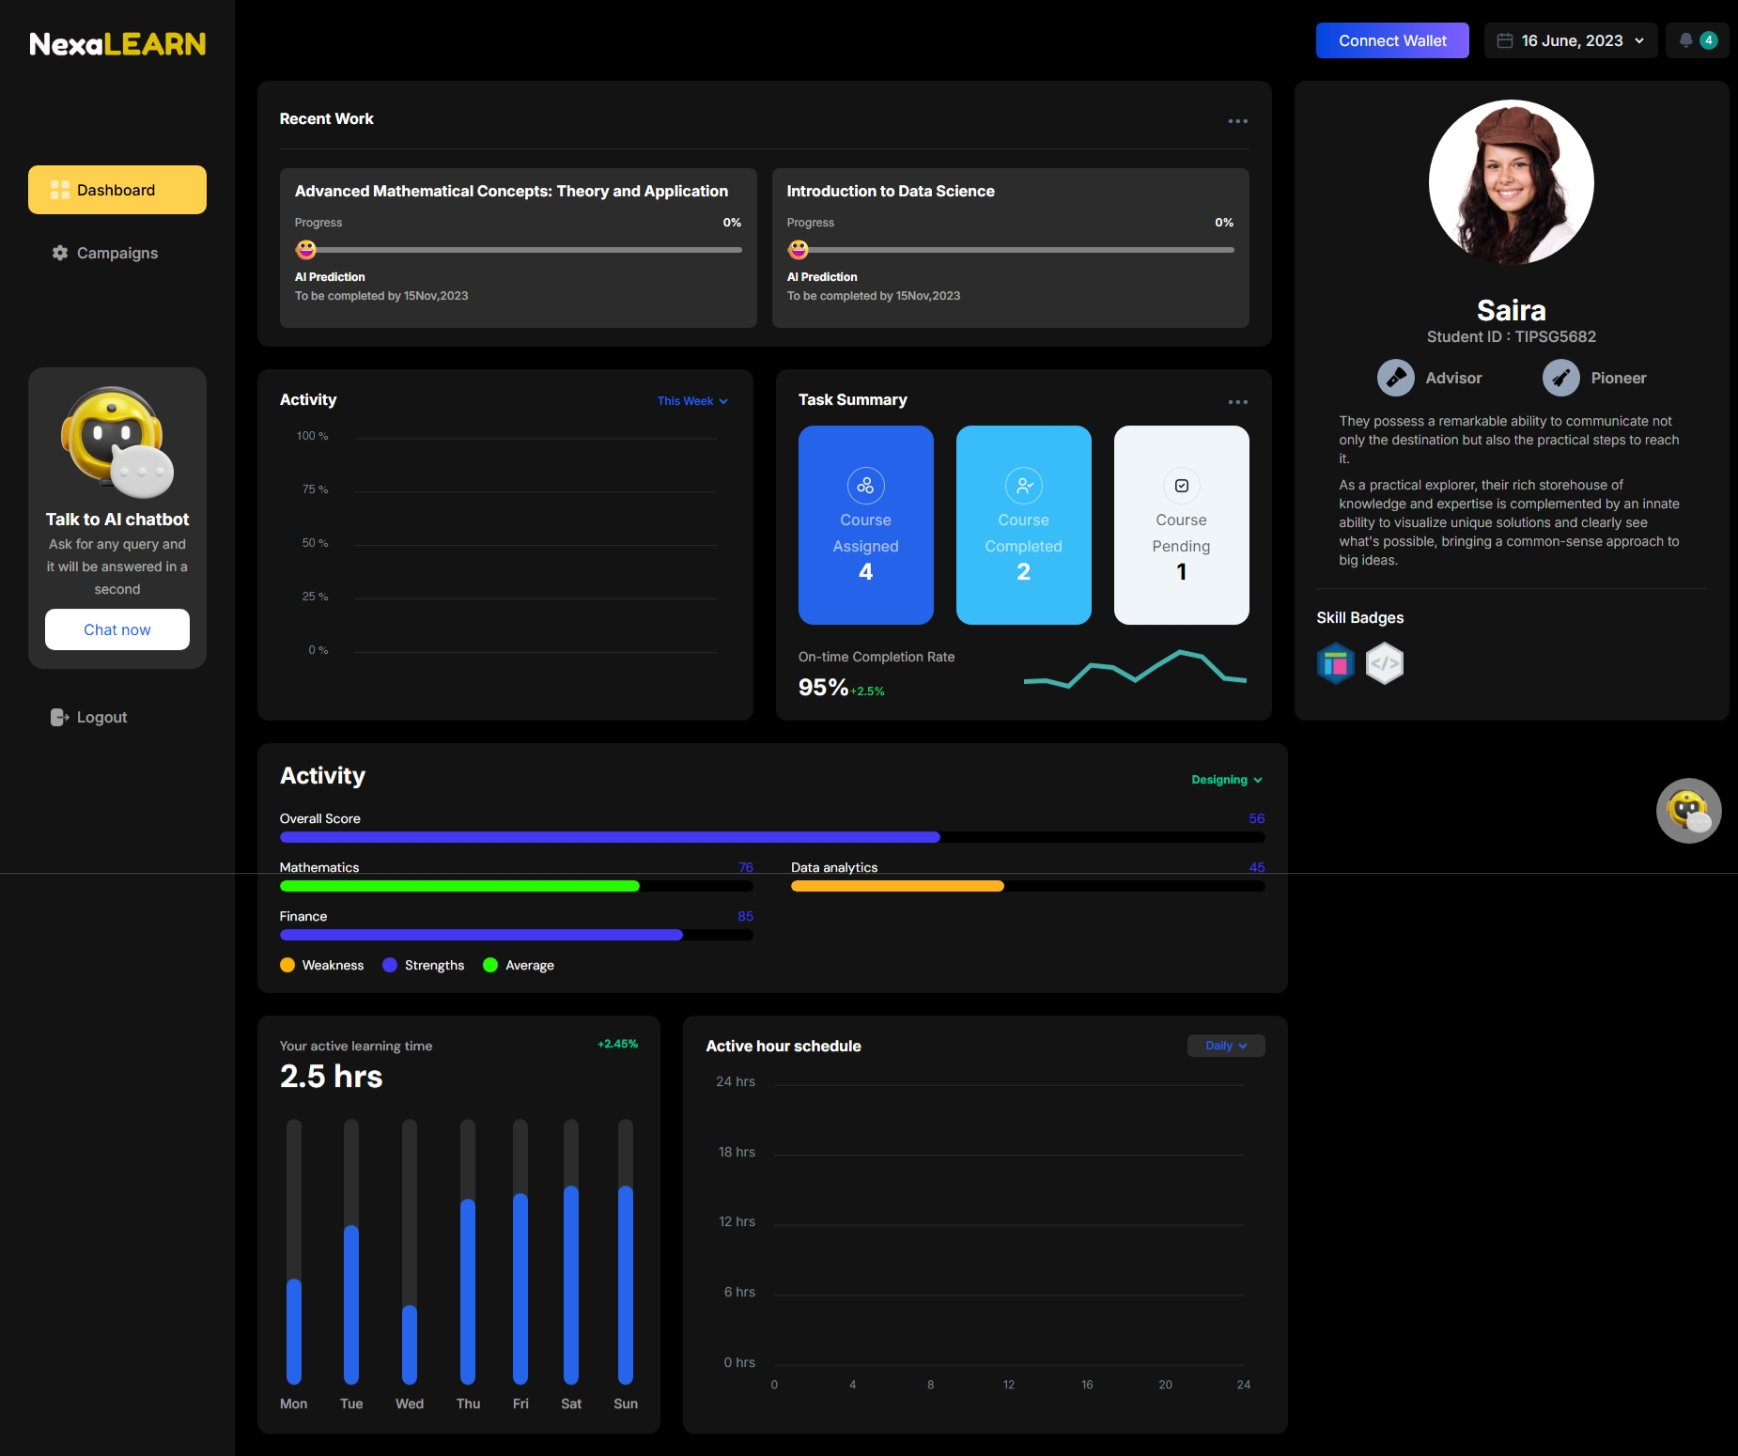 NexaLEARN
Connect Wallet
16 June, 2023
4
Dashboard
Campaigns
Talk to AI chatbot
Ask for any query and
it will be answered in a
second
Chat now
Logout
Recent Work
Advanced Mathematical Concepts: Theory and Application
Progress
0%
AI Prediction
To be completed by 15Nov,2023
Introduction to Data Science
Progress
0%
AI Prediction
To be completed by 15Nov,2023
Activity
This Week
100 %
75 %
50 %
25 %
0 %
Task Summary
Course
Assigned
4
Course
Completed
2
Course
Pending
1
On-time Completion Rate
95%+2.5%
Saira
Student ID : TIPSG5682
Advisor
Pioneer
They possess a remarkable ability to communicate not
only the destination but also the practical steps to reach
it.
As a practical explorer, their rich storehouse of
knowledge and expertise is complemented by an innate
ability to visualize unique solutions and clearly see
what's possible, bringing a common-sense approach to
big ideas.
Skill Badges
</>
Activity
Designing
Overall Score
56
Mathematics
76
Data analytics
45
Finance
85
Weakness
Strengths
Average
Your active learning time
+2.45%
2.5 hrs
Mon
Tue
Wed
Thu
Fri
Sat
Sun
Active hour schedule
Daily
24 hrs
18 hrs
12 hrs
6 hrs
0 hrs
0
4
8
12
16
20
24